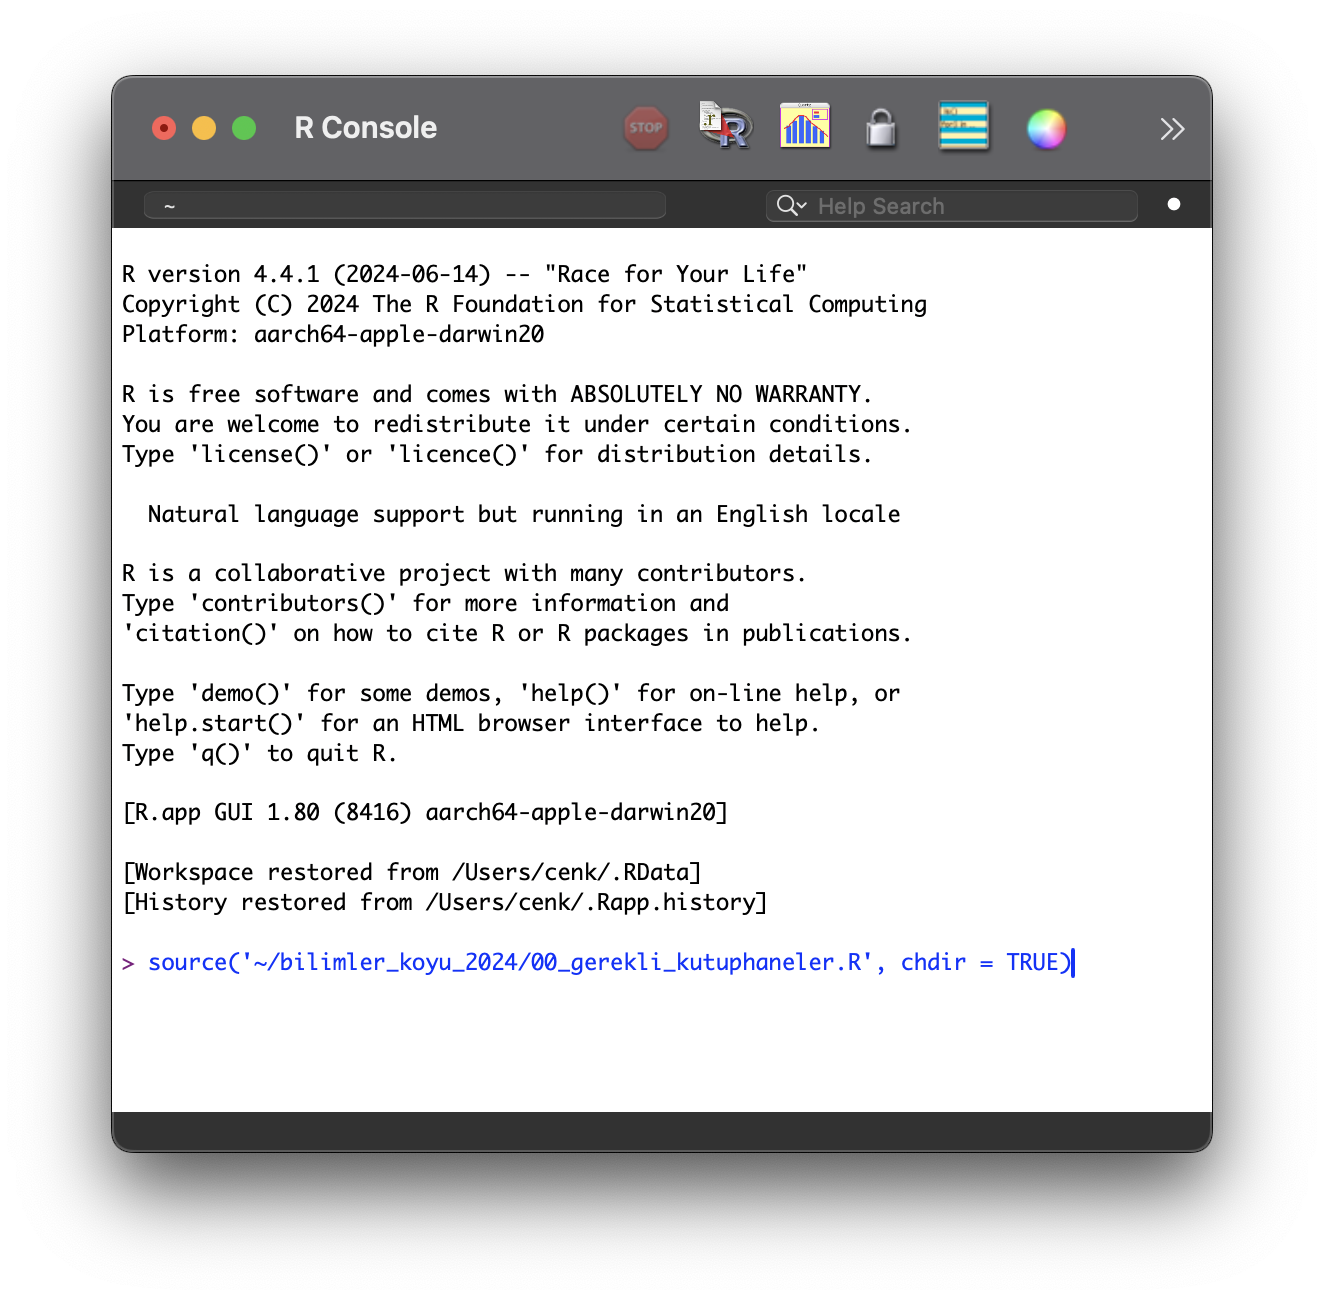 R Console
STOP
~
Help Search
R version 4.4.1 (2024-06-14) -- "Race for Your Life"
Copyright (C) 2024 The R Foundation for Statistical Computing
Platform: aarch64-apple-darwin20
R is free software and comes with ABSOLUTELY NO WARRANTY.
You are welcome to redistribute it under certain conditions.
Type 'license()' or 'licence()' for distribution details.
Natural language support but running in an English locale
R is a collaborative project with many contributors.
Type 'contributors()' for more information and
'citation()' on how to cite R or R packages in publications.
Type 'demo()' for some demos, 'help()' for on-line help, or
'help.start()' for an HTML browser interface to help.
Type 'q()' to quit R.
[R.app GUI 1.80 (8416) aarch64-apple-darwin20]
[Workspace restored from /Users/cenk/.RData]
[History restored from /Users/cenk/.Rapp.history]
> source('~/bilimler_koyu_2024/00_gerekli_kutuphaneler.R', chdir = TRUE)